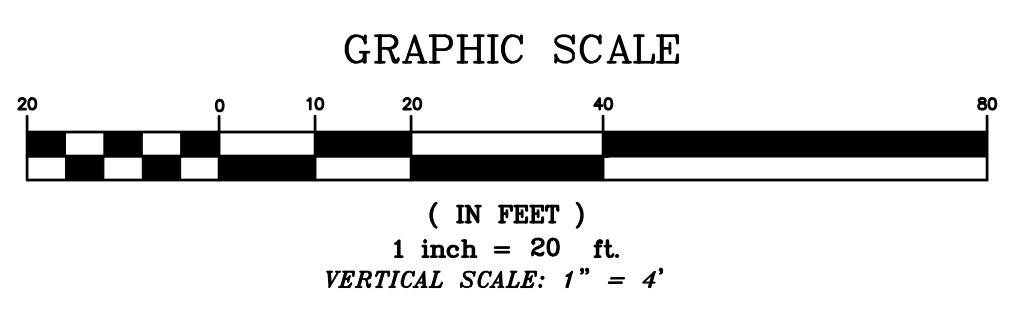 GRAPHIC SCALE
20 0 10 20 40 80
( IN FEET )
1 inch = 20 ft.
VERTICAL SCALE: 1" = 4'